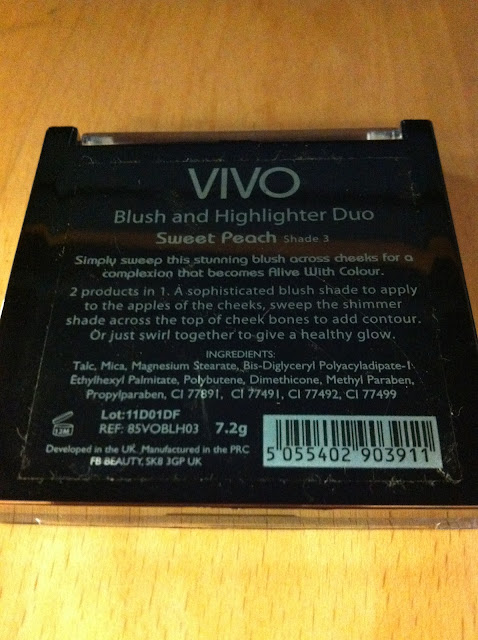 VIVO
Blush and Highlighter Duo
Sweet Peach Shade 3
Simply sweep this stunning blush across cheeks for a
complexion that becomes Alive With Colour.
2 products in 1. A sophisticated blush shade to apply
to the apples of the cheeks, sweep the shimmer
shade across the top of cheek bones to add contour.
Or just swirl together to give a healthy glow.
INGREDIENTS:
Talc, Mica, Magnesium Stearate, Bis-Diglyceryl Polyacyladipate-1
Ethylhexyl Palmitate, Polybutene, Dimethicone, Methyl Paraben,
Propylparaben, CI 77891, CI 77491, CI 77492, CI 77499
12M
Lot:11D01DF
REF: 85VOBLH03 7.2g
Developed in the UK. Manufactured in the PRC
FB BEAUTY, SK8 3GP UK
5 055402 903911